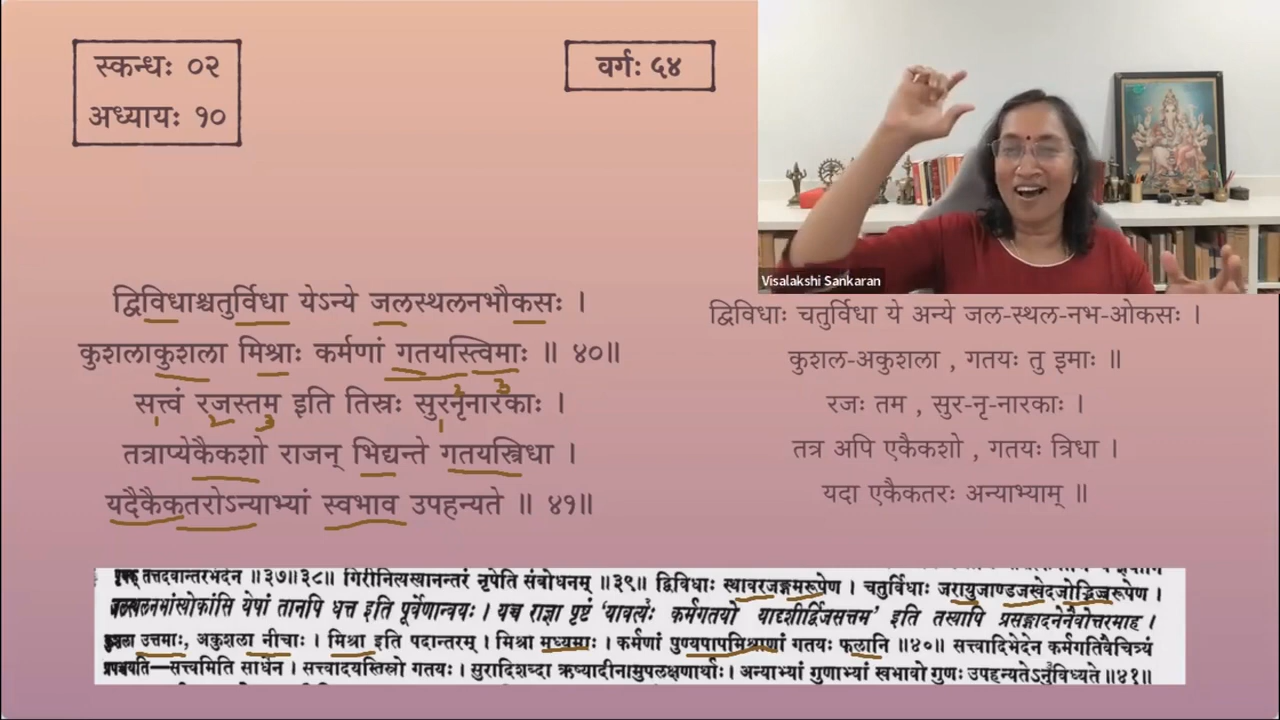 स्कन्धः ०२
अध्यायः १०
वर्गः ५४
Visalakshi Sankaran
द्विविधाश्चतुर्विधा येऽन्ये जलस्थलनभौकसः ।
कुशलाकुशला मिश्राः कर्मणां गतयस्त्विमाः ॥ ४०॥
सत्त्वं रजस्तम इति तिस्रः सुरनृनारकाः ।
तत्राप्येकैकशो राजन् भिद्यन्ते गतयस्त्रिधा ।
यदैकैकतरोऽन्याभ्यां स्वभाव उपहन्यते ॥ ४१॥
द्विविधाः चतुर्विधा ये अन्ये जल-स्थल-नभ-ओकसः ।
कुशल-अकुशला , गतयः तु इमाः ॥
रजः तम , सुर-नृ-नारकाः ।
तत्र अपि एकैकशो , गतयः त्रिधा ।
यदा एकैकतरः अन्याभ्याम् ॥
॥३७॥३८॥ गिरीनित्यस्यानन्तरं नृपेति संबोधनम् ॥३९॥ द्विविधाः स्थावरजङ्गमरूपेण । चतुर्विधाः जरायुजाण्डजस्वेदजोद्भिज्जरूपेण ।
जलस्थलनभांस्योकांसि येषां तानपि धत्त इति पूर्वेणान्वयः । यच्च राज्ञा पृष्टं ‘यावत्यः कर्मगतयो यादृशीर्द्विजसत्तम’ इति तस्यापि प्रसङ्गादनेनैवोत्तरमाह ।
कुशला उत्तमाः, अकुशला नीचाः । मिश्रा इति पदान्तरम् । मिश्रा मध्यमाः । कर्मणां पुण्यपापमिश्राणां गतयः फलानि ॥४०॥ सत्त्वादिभेदेन कर्मगतिवैचित्र्यं
प्रपञ्चयति—सत्त्वमिति सार्धेन । सत्त्वादयस्तिस्रो गतयः । सुरादिशब्दा ऋष्यादीनामुपलक्षणार्थाः । अन्याभ्यां गुणाभ्यां स्वभावो गुणः उपहन्यतेऽनुविध्यते ॥४१॥